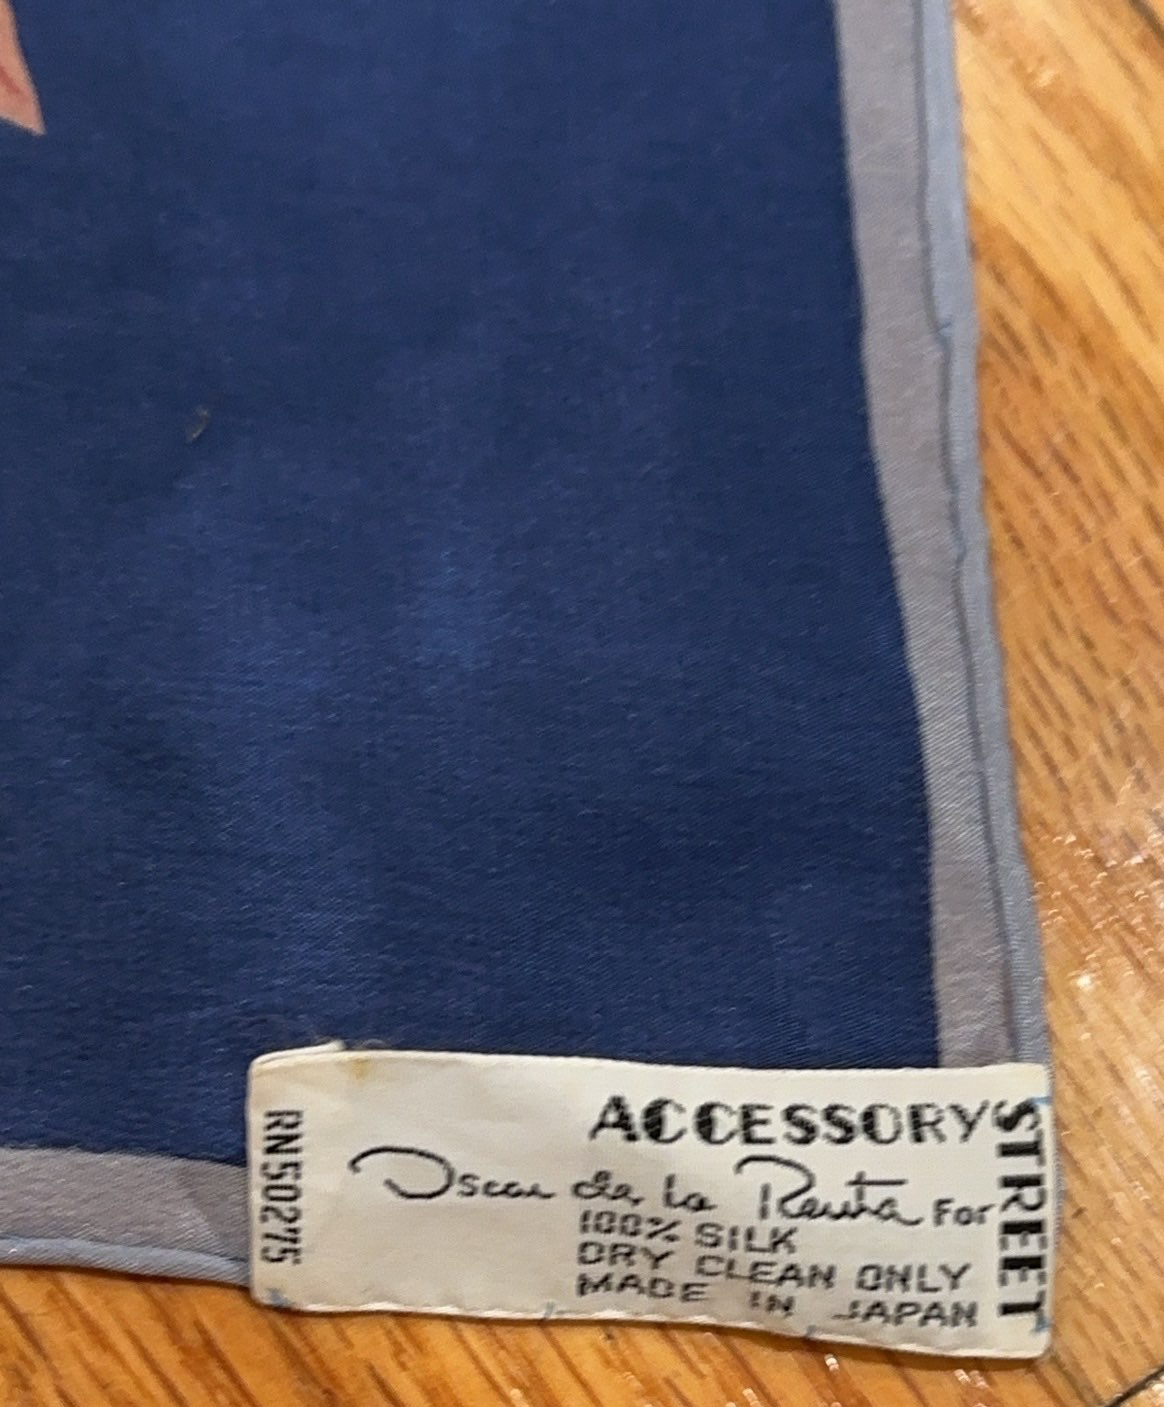 ACCESSORY STREET
Oscar de la Renta For
100% SILK
DRY CLEAN ONLY
MADE IN JAPAN
RN50275